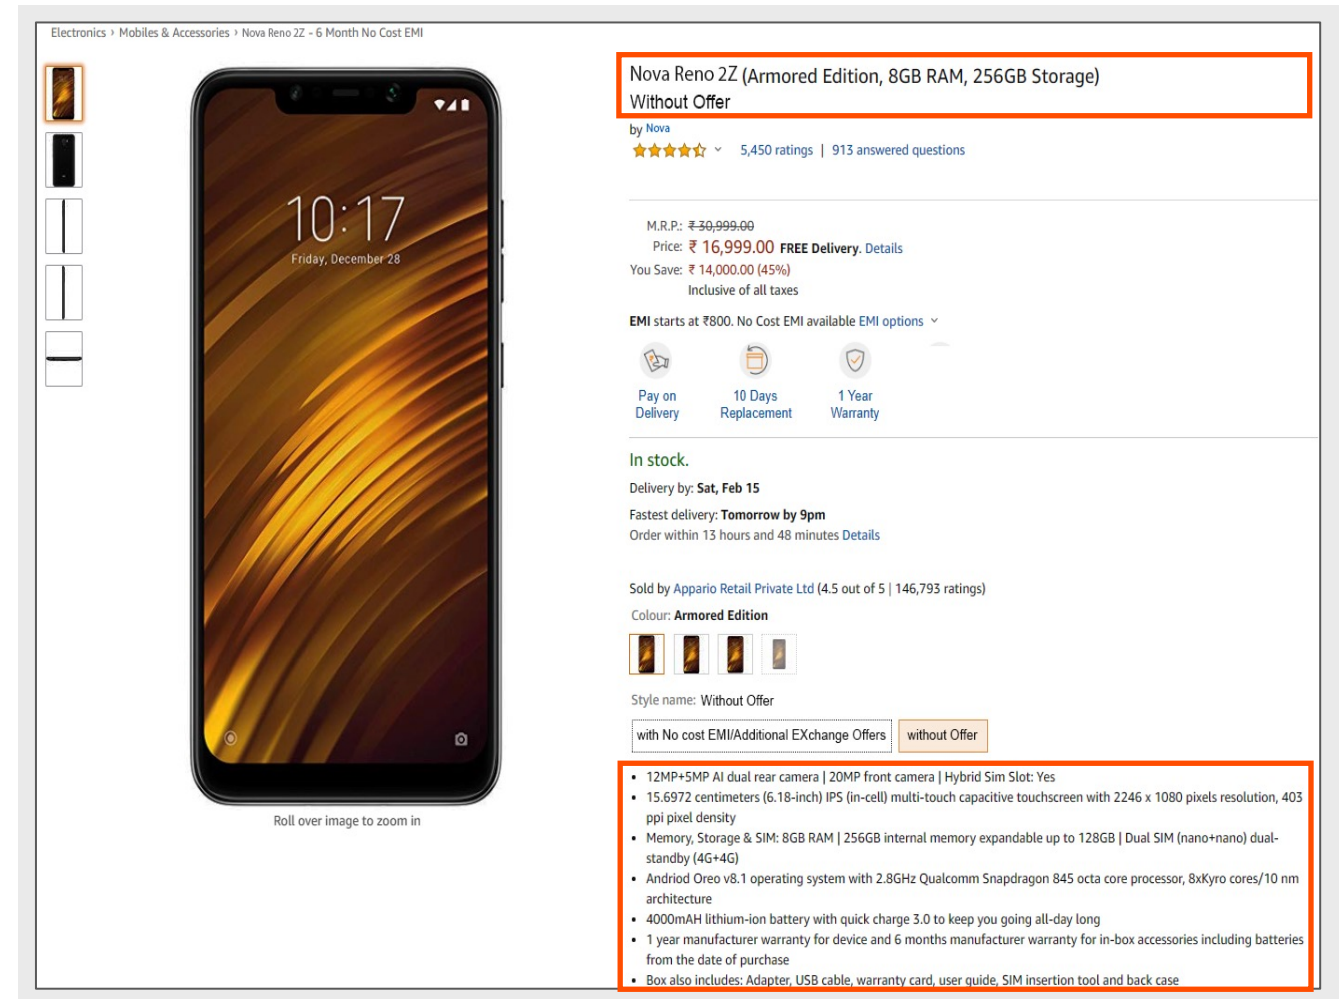 Electronics › Mobiles & Accessories › Nova Reno 2Z - 6 Month No Cost EMI
10:17
Friday, December 28
Roll over image to zoom in
Nova Reno 2Z (Armored Edition, 8GB RAM, 256GB Storage)
Without Offer
by Nova
5,450 ratings | 913 answered questions
M.R.P.: ₹ 30,999.00
Price: ₹ 16,999.00 FREE Delivery. Details
You Save: ₹ 14,000.00 (45%)
Inclusive of all taxes
EMI starts at ₹800. No Cost EMI available EMI options
Pay on Delivery
10 Days Replacement
1 Year Warranty
In stock.
Delivery by: Sat, Feb 15
Fastest delivery: Tomorrow by 9pm
Order within 13 hours and 48 minutes Details
Sold by Appario Retail Private Ltd (4.5 out of 5 | 146,793 ratings)
Colour: Armored Edition
Style name: Without Offer
with No cost EMI/Additional EXchange Offers
without Offer
• 12MP+5MP AI dual rear camera | 20MP front camera | Hybrid Sim Slot: Yes
• 15.6972 centimeters (6.18-inch) IPS (in-cell) multi-touch capacitive touchscreen with 2246 x 1080 pixels resolution, 403
ppi pixel density
• Memory, Storage & SIM: 8GB RAM | 256GB internal memory expandable up to 128GB | Dual SIM (nano+nano) dual-
standby (4G+4G)
• Andriod Oreo v8.1 operating system with 2.8GHz Qualcomm Snapdragon 845 octa core processor, 8xKyro cores/10 nm
architecture
• 4000mAH lithium-ion battery with quick charge 3.0 to keep you going all-day long
• 1 year manufacturer warranty for device and 6 months manufacturer warranty for in-box accessories including batteries
from the date of purchase
• Box also includes: Adapter, USB cable, warranty card, user guide, SIM insertion tool and back case